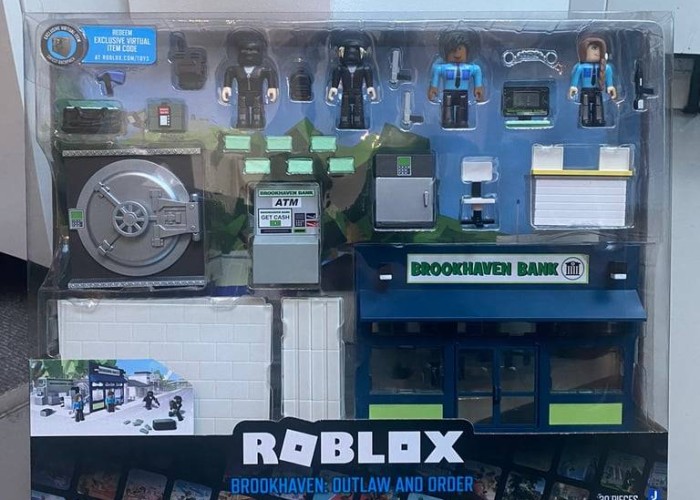 REDEEM
EXCLUSIVE VIRTUAL
ITEM CODE
AT ROBLOX.COM/TOYS
BROOKHAVEN BANK
ATM
GET CASH
BROOKHAVEN BANK
ROBLOX
BROOKHAVEN: OUTLAW AND ORDER
PIECES